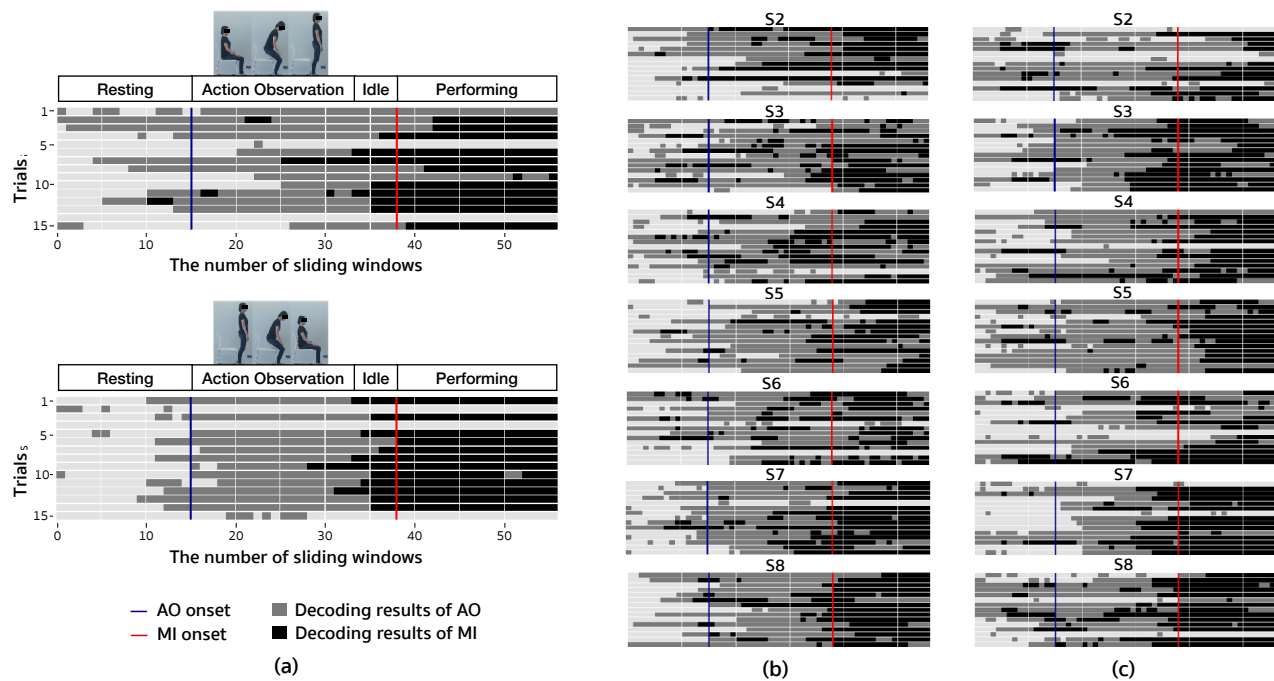 Resting Action Observation Idle Performing
1
5
10
15
Trials
0 10 20 30 40 50
The number of sliding windows
Resting Action Observation Idle Performing
1
5
10
15
Trials s
0 10 20 30 40 50
The number of sliding windows
AO onset
Decoding results of AO
MI onset
Decoding results of MI
(a)
S2
S3
S4
S5
S6
S7
S8
(b)
S2
S3
S4
S5
S6
S7
S8
(c)